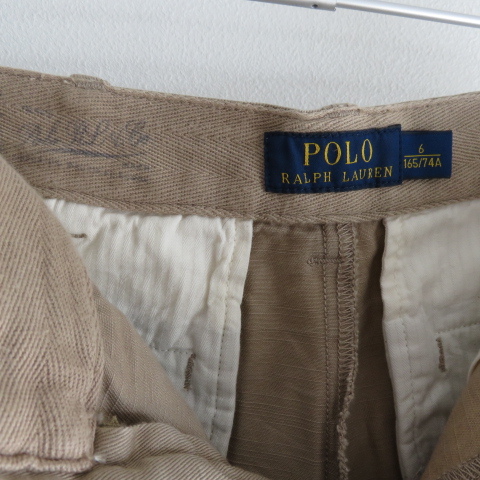 POLO
RALPH LAUREN
6
165/74A